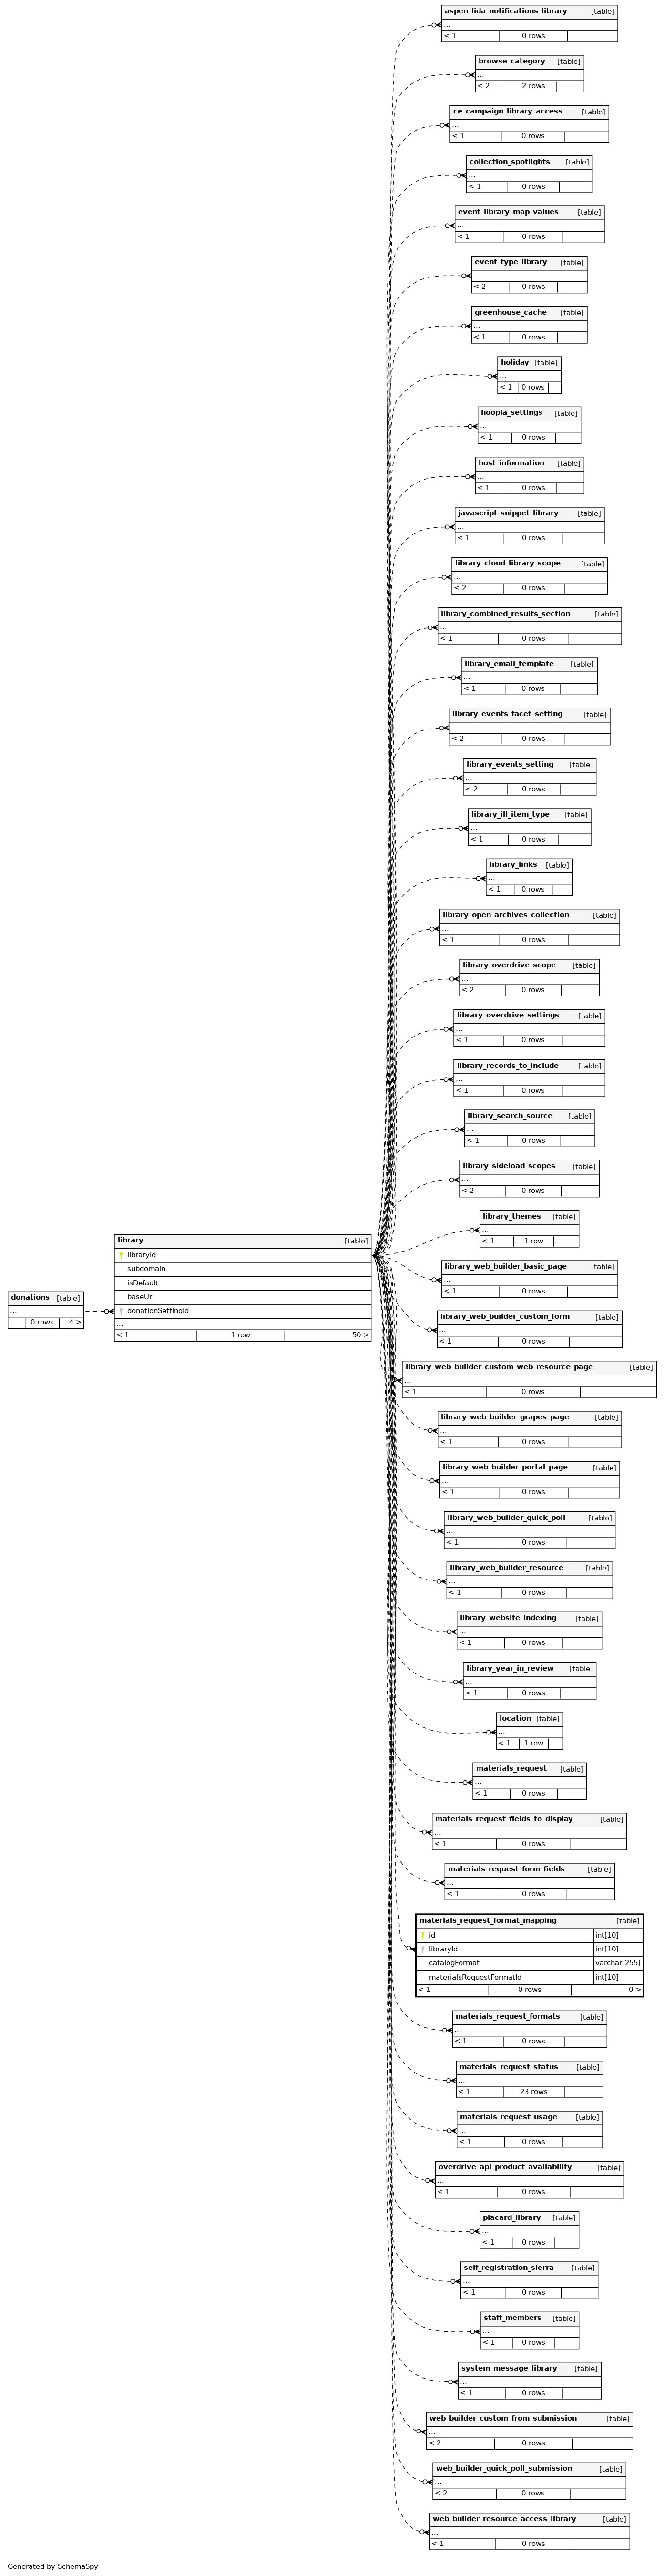 aspen_lida_notifications_library [table]
...
< 1 0 rows
browse_category [table]
...
< 2 2 rows
ce_campaign_library_access [table]
...
< 1 0 rows
collection_spotlights [table]
...
< 1 0 rows
event_library_map_values [table]
...
< 1 0 rows
event_type_library [table]
...
< 2 0 rows
greenhouse_cache [table]
...
< 1 0 rows
holiday [table]
...
< 1 0 rows
hoopla_settings [table]
...
< 1 0 rows
host_information [table]
...
< 1 0 rows
javascript_snippet_library [table]
...
< 1 0 rows
library_cloud_library_scope [table]
...
< 2 0 rows
library_combined_results_section [table]
...
< 1 0 rows
library_email_template [table]
...
< 1 0 rows
library_events_facet_setting [table]
...
< 2 0 rows
library_events_setting [table]
...
< 2 0 rows
library_ill_item_type [table]
...
< 1 0 rows
library_links [table]
...
< 1 0 rows
library_open_archives_collection [table]
...
< 1 0 rows
library_overdrive_scope [table]
...
< 2 0 rows
library_overdrive_settings [table]
...
< 1 0 rows
library_records_to_include [table]
...
< 1 0 rows
library_search_source [table]
...
< 1 0 rows
library_sideload_scopes [table]
...
< 2 0 rows
library_themes [table]
...
< 1 1 row
library [table]
libraryId
subdomain
isDefault
baseUrl
donationSettingId
...
< 1 1 row 50 >
donations [table]
...
0 rows 4 >
library_web_builder_basic_page [table]
...
< 1 0 rows
library_web_builder_custom_form [table]
...
< 1 0 rows
library_web_builder_custom_web_resource_page [table]
...
< 1 0 rows
library_web_builder_grapes_page [table]
...
< 1 0 rows
library_web_builder_portal_page [table]
...
< 1 0 rows
library_web_builder_quick_poll [table]
...
< 1 0 rows
library_web_builder_resource [table]
...
< 1 0 rows
library_website_indexing [table]
...
< 1 0 rows
library_year_in_review [table]
...
< 1 0 rows
location [table]
...
< 1 1 row
materials_request [table]
...
< 1 0 rows
materials_request_fields_to_display [table]
...
< 1 0 rows
materials_request_form_fields [table]
...
< 1 0 rows
materials_request_format_mapping [table]
id int[10]
libraryId int[10]
catalogFormat varchar[255]
materialsRequestFormatId int[10]
< 1 0 rows 0 >
materials_request_formats [table]
...
< 1 0 rows
materials_request_status [table]
...
< 1 23 rows
materials_request_usage [table]
...
< 1 0 rows
overdrive_api_product_availability [table]
...
< 1 0 rows
placard_library [table]
...
< 1 0 rows
self_registration_sierra [table]
...
< 1 0 rows
staff_members [table]
...
< 1 0 rows
system_message_library [table]
...
< 1 0 rows
web_builder_custom_from_submission [table]
...
< 2 0 rows
web_builder_quick_poll_submission [table]
...
< 2 0 rows
web_builder_resource_access_library [table]
...
< 1 0 rows
Generated by SchemaSpy